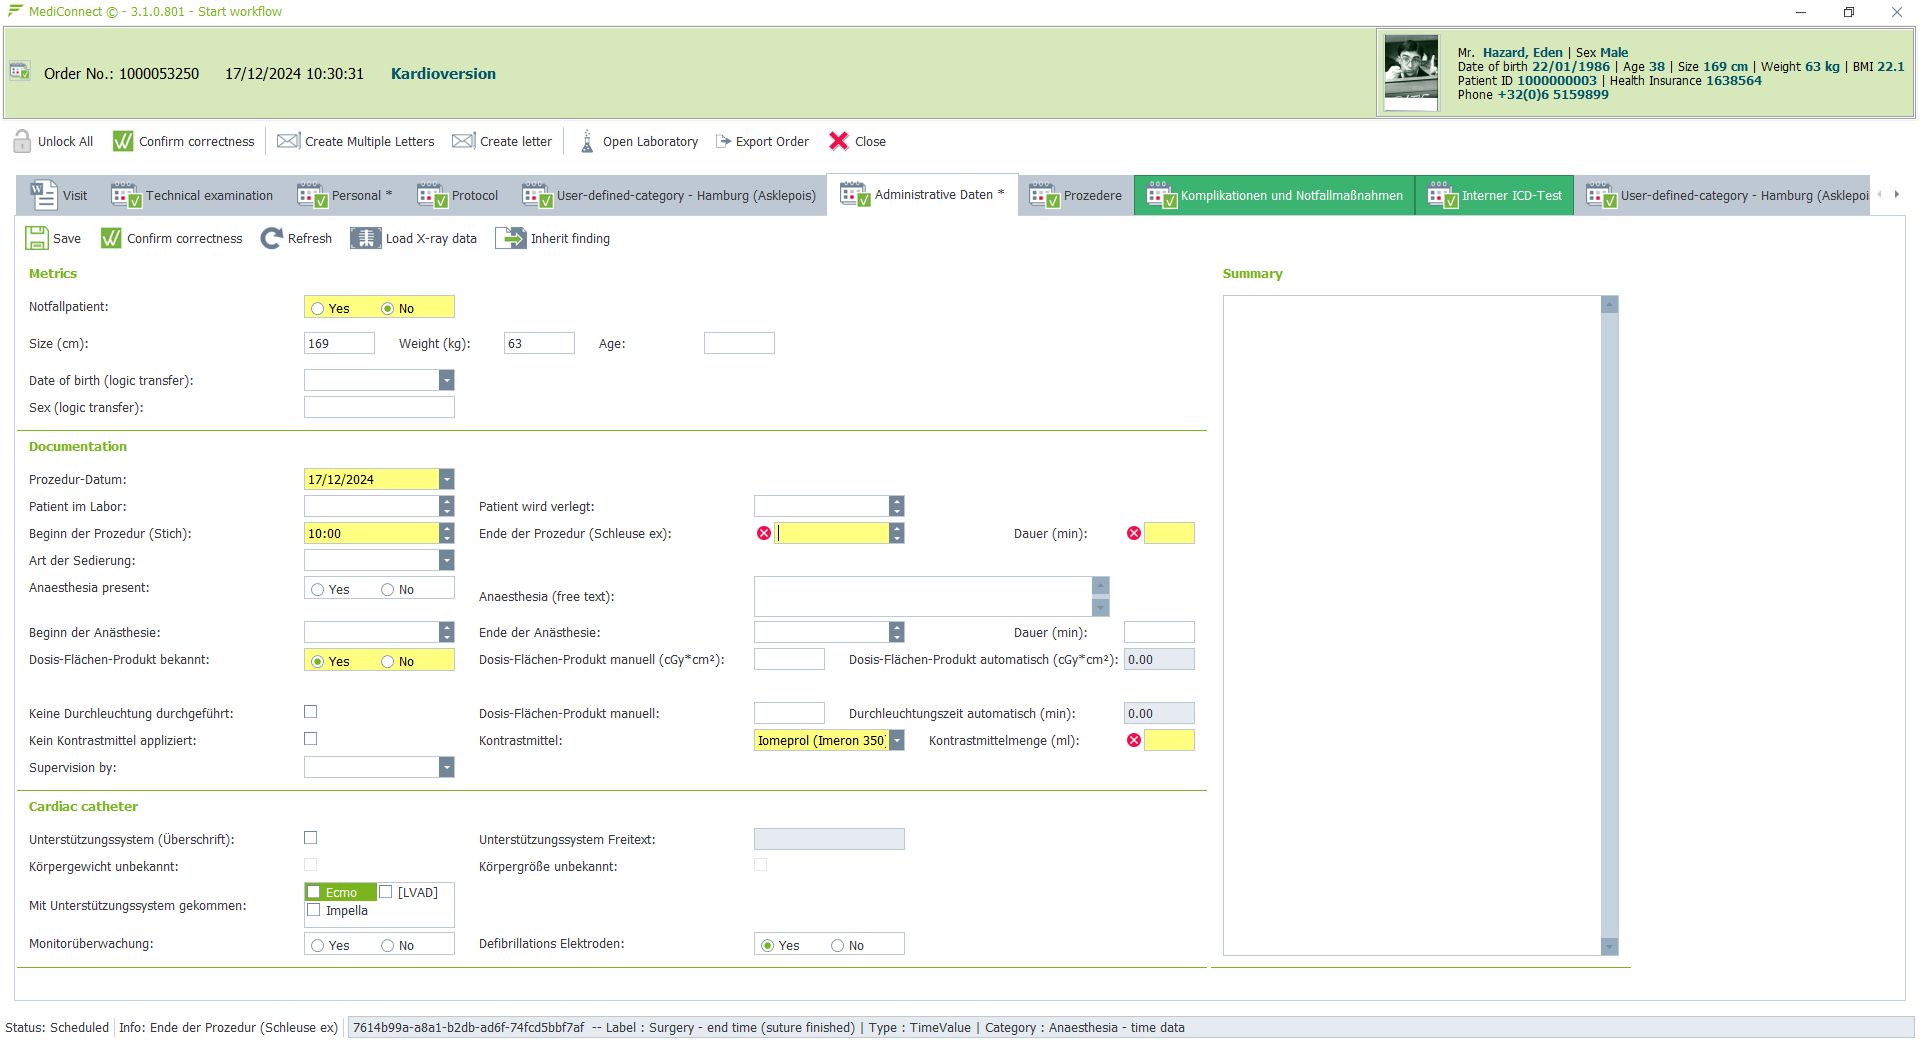 MediConnect © - 3.1.0.801 - Start workflow
Order No.: 1000053250 17/12/2024 10:30:31 Kardioversion
Mr. Hazard, Eden | Sex Male
Date of birth 22/01/1986 | Age 38 | Size 169 cm | Weight 63 kg | BMI 22.1
Patient ID 1000000003 | Health Insurance 1638564
Phone +32(0)6 5159899
Unlock All Confirm correctness Create Multiple Letters Create letter Open Laboratory Export Order Close
Visit Technical examination Personal * Protocol User-defined-category - Hamburg (Asklepois) Administrative Daten * Prozedere Komplikationen und Notfallmaßnahmen Interner ICD-Test User-defined-category - Hamburg (Asklepoi
Save Confirm correctness Refresh Load X-ray data Inherit finding
Metrics
Notfallpatient: Yes No
Size (cm): 169 Weight (kg): 63 Age:
Date of birth (logic transfer):
Sex (logic transfer):
Documentation
Prozedur-Datum: 17/12/2024
Patient im Labor: Patient wird verlegt:
Beginn der Prozedur (Stich): 10:00 Ende der Prozedur (Schleuse ex): Dauer (min):
Art der Sedierung:
Anaesthesia present: Yes No Anaesthesia (free text):
Beginn der Anästhesie: Ende der Anästhesie: Dauer (min):
Dosis-Flächen-Produkt bekannt: Yes No Dosis-Flächen-Produkt manuell (cGy*cm²): Dosis-Flächen-Produkt automatisch (cGy*cm²): 0.00
Keine Durchleuchtung durchgeführt: Dosis-Flächen-Produkt manuell: Durchleuchtungszeit automatisch (min): 0.00
Kein Kontrastmittel appliziert: Kontrastmittel: Iomeprol (Imeron 350) Kontrastmittelmenge (ml):
Supervision by:
Cardiac catheter
Unterstützungssystem (Überschrift): Unterstützungssystem Freitext:
Körpergewicht unbekannt: Körpergröße unbekannt:
Mit Unterstützungssystem gekommen: Ecmo [LVAD]
Impella
Monitorüberwachung: Yes No Defibrillations Elektroden: Yes No
Summary
Status: Scheduled Info: Ende der Prozedur (Schleuse ex) 7614b99a-a8a1-b2db-ad6f-74fcd5bbf7af -- Label : Surgery - end time (suture finished) | Type : TimeValue | Category : Anaesthesia - time data